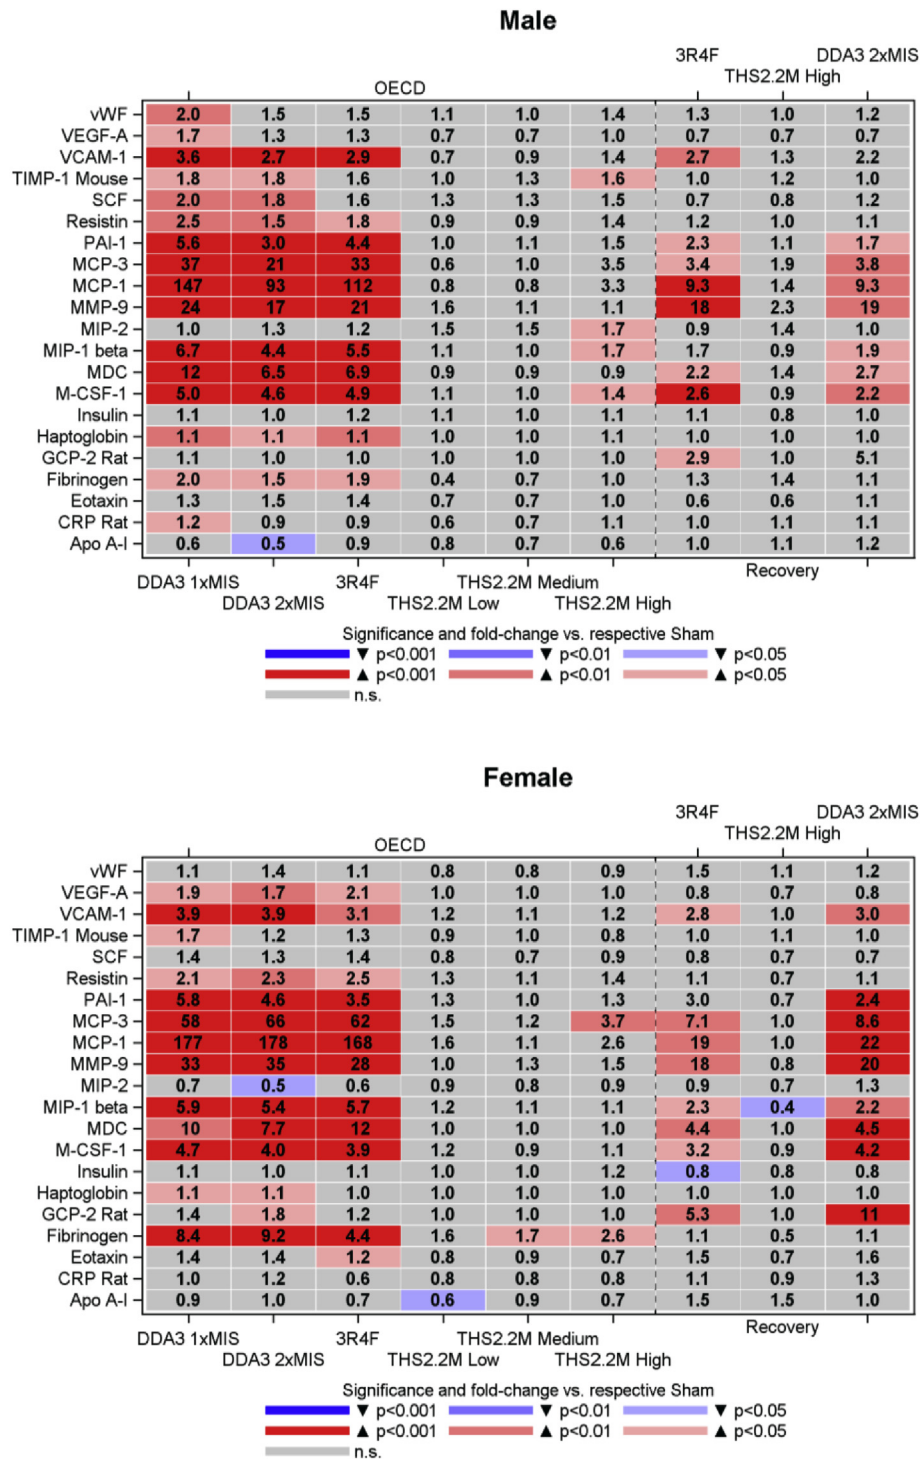 Male
3R4F DDA3 2xMIS
THS2.2M High
OECD
vWF 2.0 1.5 1.5 1.1 1.0 1.4 1.3 1.0 1.2
VEGF-A 1.7 1.3 1.3 0.7 0.7 1.0 0.7 0.7 0.7
VCAM-1 3.6 2.7 2.9 0.7 0.9 1.4 2.7 1.3 2.2
TIMP-1 Mouse 1.8 1.8 1.6 1.0 1.3 1.6 1.0 1.2 1.0
SCF 2.0 1.8 1.6 1.3 1.3 1.5 0.7 0.8 1.2
Resistin 2.5 1.5 1.8 0.9 0.9 1.4 1.2 1.0 1.1
PAI-1 5.6 3.0 4.4 1.0 1.1 1.5 2.3 1.1 1.7
MCP-3 37 21 33 0.6 1.0 3.5 3.4 1.9 3.8
MCP-1 147 93 112 0.8 0.8 3.3 9.3 1.4 9.3
MMP-9 24 17 21 1.6 1.1 1.1 18 2.3 19
MIP-2 1.0 1.3 1.2 1.5 1.5 1.7 0.9 1.4 1.0
MIP-1 beta 6.7 4.4 5.5 1.1 1.0 1.7 1.7 0.9 1.9
MDC 12 6.5 6.9 0.9 0.9 0.9 2.2 1.4 2.7
M-CSF-1 5.0 4.6 4.9 1.1 1.0 1.4 2.6 0.9 2.2
Insulin 1.1 1.0 1.2 1.1 1.0 1.1 1.1 0.8 1.0
Haptoglobin 1.1 1.1 1.1 1.0 1.0 1.1 1.0 1.0 1.0
GCP-2 Rat 1.1 1.0 1.0 1.0 1.0 1.0 2.9 1.0 5.1
Fibrinogen 2.0 1.5 1.9 0.4 0.7 1.0 1.3 1.4 1.1
Eotaxin 1.3 1.5 1.4 0.7 0.7 1.0 0.6 0.6 1.1
CRP Rat 1.2 0.9 0.9 0.6 0.7 1.1 1.0 1.1 1.1
Apo A-I 0.6 0.5 0.9 0.8 0.7 0.6 1.0 1.1 1.2
Recovery
DDA3 1xMIS 3R4F THS2.2M Medium
DDA3 2xMIS THS2.2M Low THS2.2M High
Significance and fold-change vs. respective Sham
▼ p<0.001 ▼ p<0.01 ▼ p<0.05
▲ p<0.001 ▲ p<0.01 ▲ p<0.05
n.s.
Female
3R4F DDA3 2xMIS
THS2.2M High
OECD
vWF 1.1 1.4 1.1 0.8 0.8 0.9 1.5 1.1 1.2
VEGF-A 1.9 1.7 2.1 1.0 1.0 1.0 0.8 0.7 0.8
VCAM-1 3.9 3.9 3.1 1.2 1.1 1.2 2.8 1.0 3.0
TIMP-1 Mouse 1.7 1.2 1.3 0.9 1.0 0.8 1.0 1.1 1.0
SCF 1.4 1.3 1.4 0.8 0.7 0.9 0.8 0.7 0.7
Resistin 2.1 2.3 2.5 1.3 1.1 1.4 1.1 0.7 1.1
PAI-1 5.8 4.6 3.5 1.3 1.0 1.3 3.0 0.7 2.4
MCP-3 58 66 62 1.5 1.2 3.7 7.1 1.0 8.6
MCP-1 177 178 168 1.6 1.1 2.6 19 1.0 22
MMP-9 33 35 28 1.0 1.3 1.5 18 0.8 20
MIP-2 0.7 0.5 0.6 0.9 0.8 0.9 0.9 0.7 1.3
MIP-1 beta 5.9 5.4 5.7 1.2 1.1 1.1 2.3 0.4 2.2
MDC 10 7.7 12 1.0 1.0 1.0 4.4 1.0 4.5
M-CSF-1 4.7 4.0 3.9 1.2 0.9 1.1 3.2 0.9 4.2
Insulin 1.1 1.0 1.1 1.0 1.0 1.2 0.8 0.8 0.8
Haptoglobin 1.1 1.1 1.0 1.0 1.0 1.0 1.0 1.0 1.0
GCP-2 Rat 1.4 1.8 1.2 1.0 1.0 1.0 5.3 1.0 11
Fibrinogen 8.4 9.2 4.4 1.6 1.7 2.6 1.1 0.5 1.1
Eotaxin 1.4 1.4 1.2 0.8 0.9 0.7 1.5 0.7 1.6
CRP Rat 1.0 1.2 0.6 0.8 0.8 0.8 1.1 0.9 1.3
Apo A-I 0.9 1.0 0.7 0.6 0.9 0.7 1.5 1.5 1.0
Recovery
DDA3 1xMIS 3R4F THS2.2M Medium
DDA3 2xMIS THS2.2M Low THS2.2M High
Significance and fold-change vs. respective Sham
▼ p<0.001 ▼ p<0.01 ▼ p<0.05
▲ p<0.001 ▲ p<0.01 ▲ p<0.05
n.s.